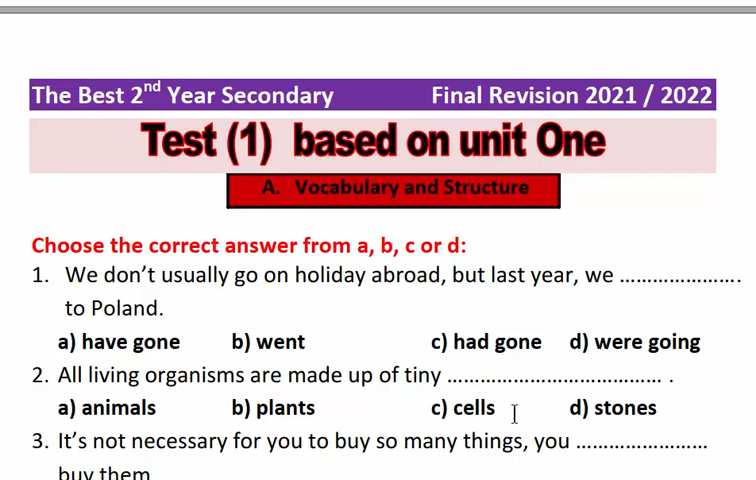 The Best 2nd Year Secondary Final Revision 2021 / 2022
Test (1) based on unit One
A. Vocabulary and Structure
Choose the correct answer from a, b, c or d:
1. We don't usually go on holiday abroad, but last year, we ………………….
to Poland.
a) have gone b) went c) had gone d) were going
2. All living organisms are made up of tiny ………………………………… .
a) animals b) plants c) cells d) stones
3. It's not necessary for you to buy so many things, you ……………………
buy them.